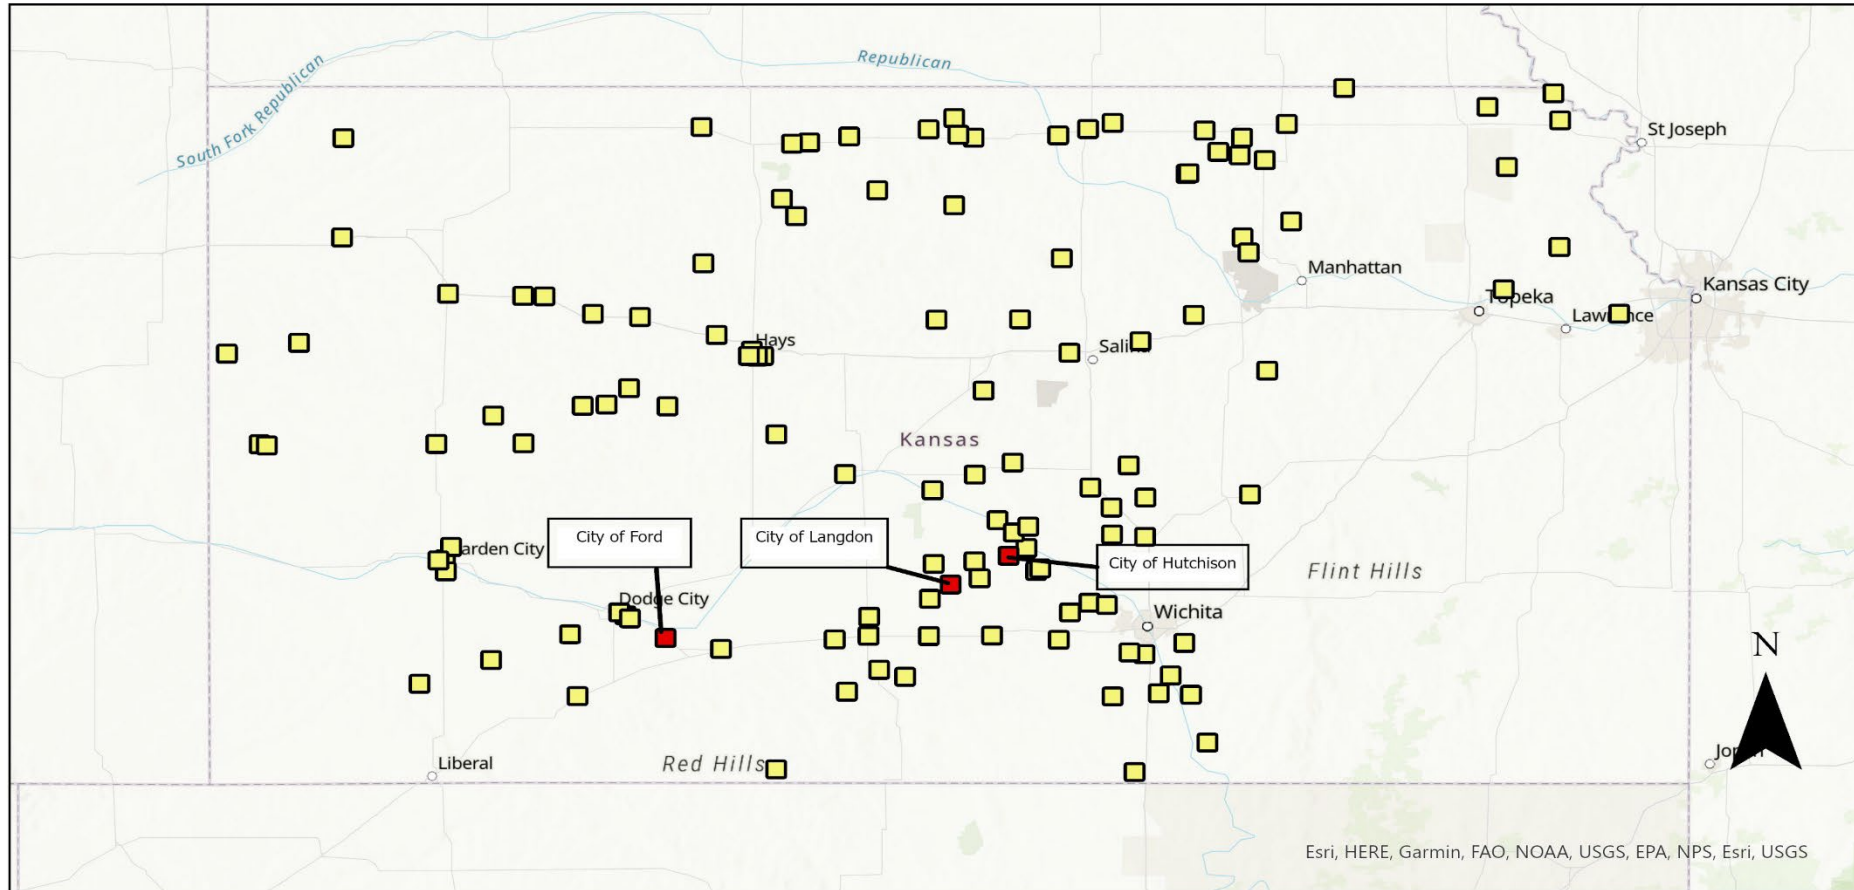 Republican
South Fork Republican
St Joseph
Manhattan
Kansas City
Topeka
Lawrence
Hays
Salina
Kansas
City of Ford
City of Langdon
City of Hutchison
arden City
Flint Hills
Dodge City
Wichita
N
Red Hills
Liberal
Esri, HERE, Garmin, FAO, NOAA, USGS, EPA, NPS, Esri, USGS